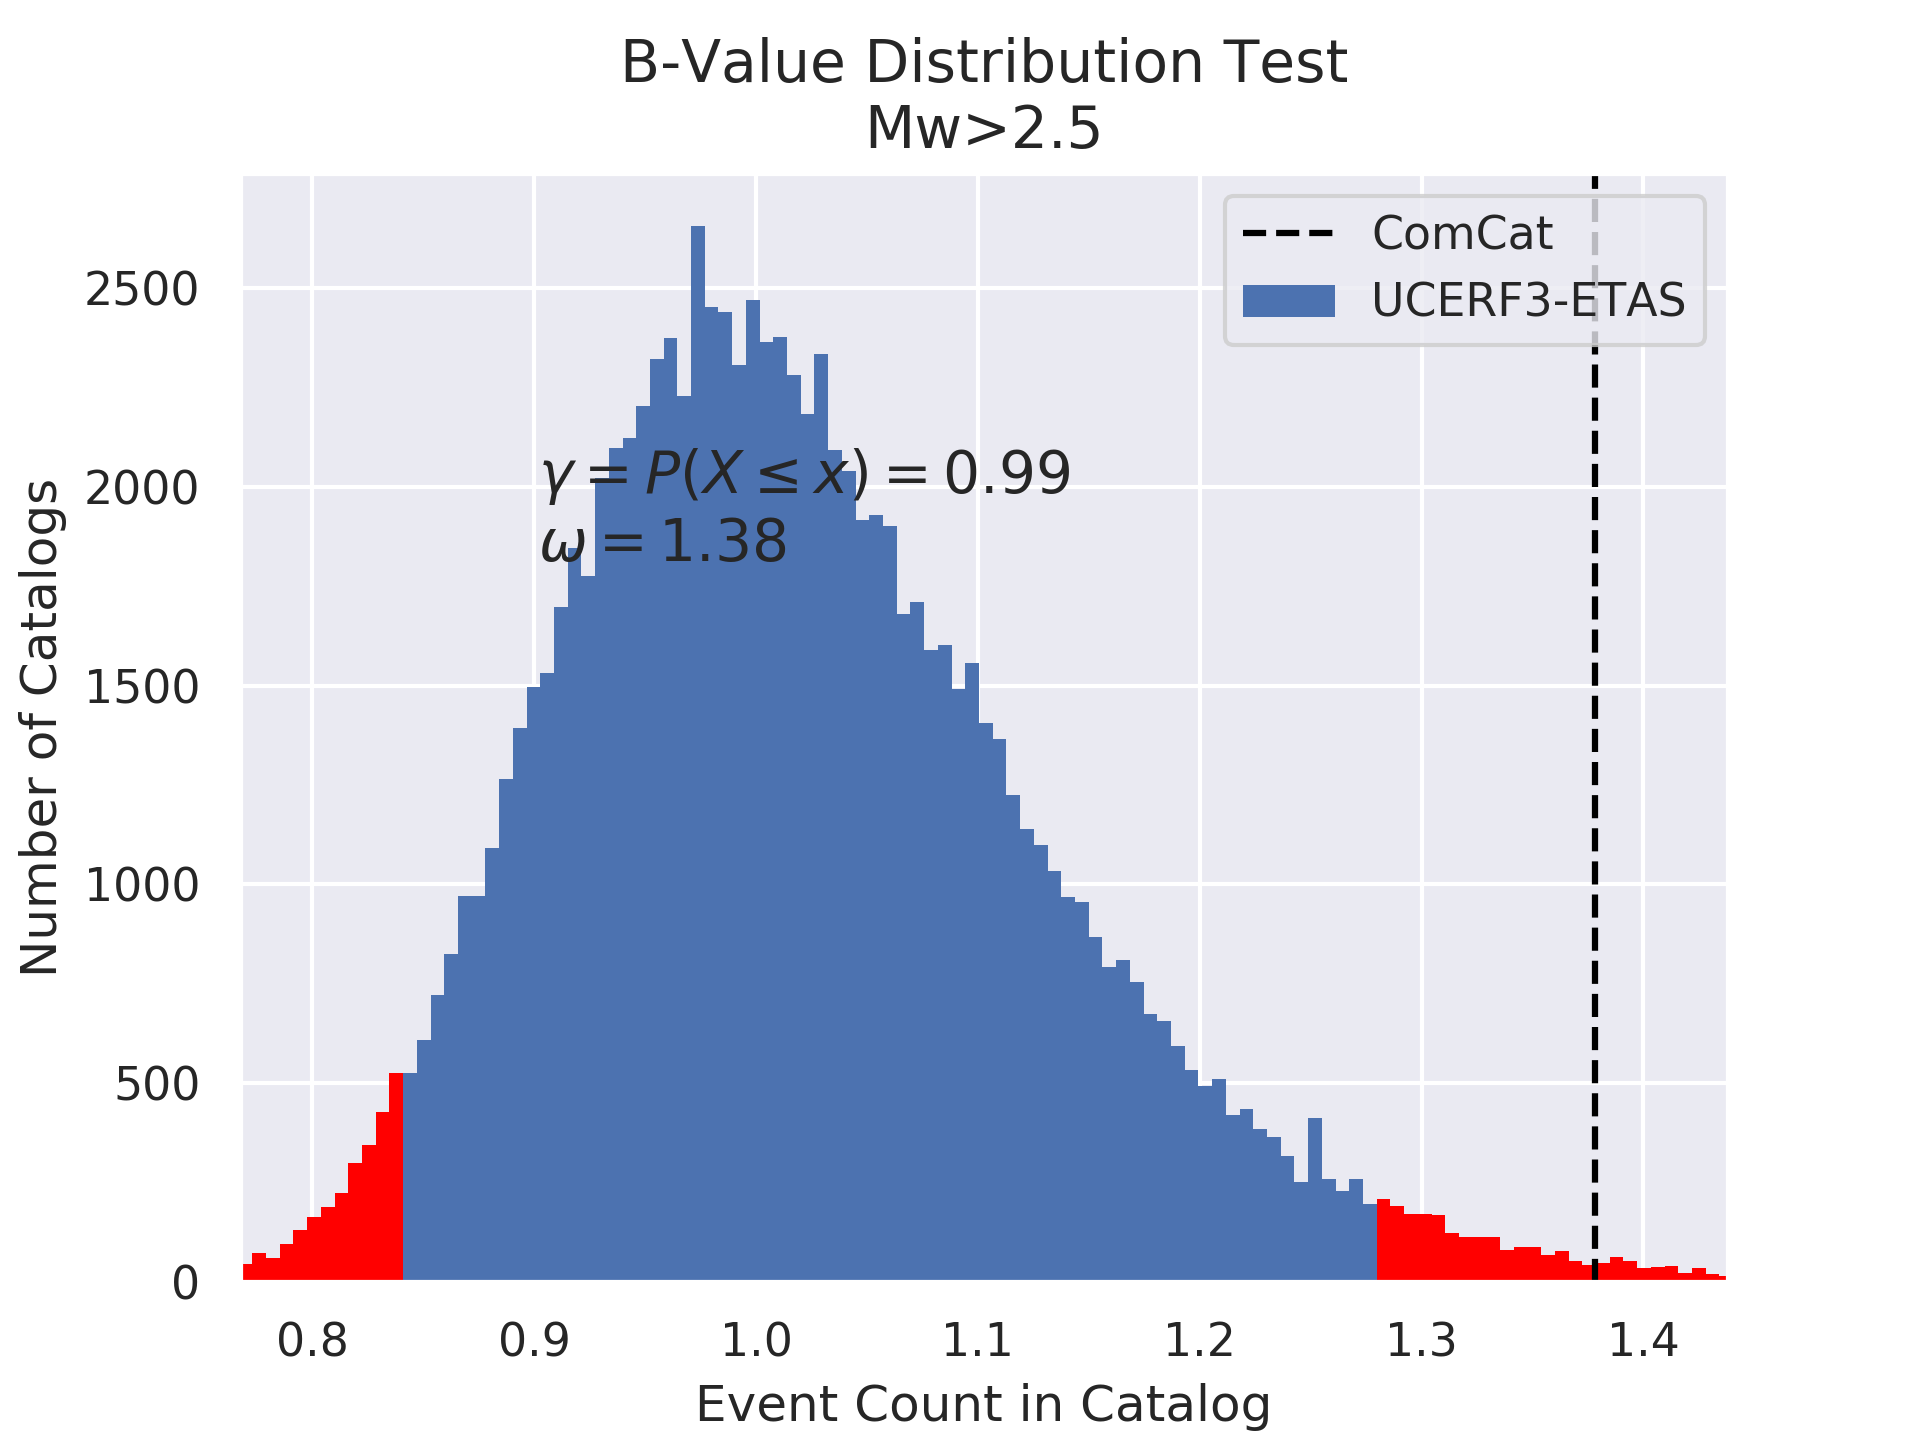 B-Value Distribution Test
Mw>2.5
ComCat
UCERF3-ETAS
γ = P(X ≤ x) = 0.99
ω = 1.38
Number of Catalogs
2500
2000
1500
1000
500
0
0.8 0.9 1.0 1.1 1.2 1.3 1.4
Event Count in Catalog